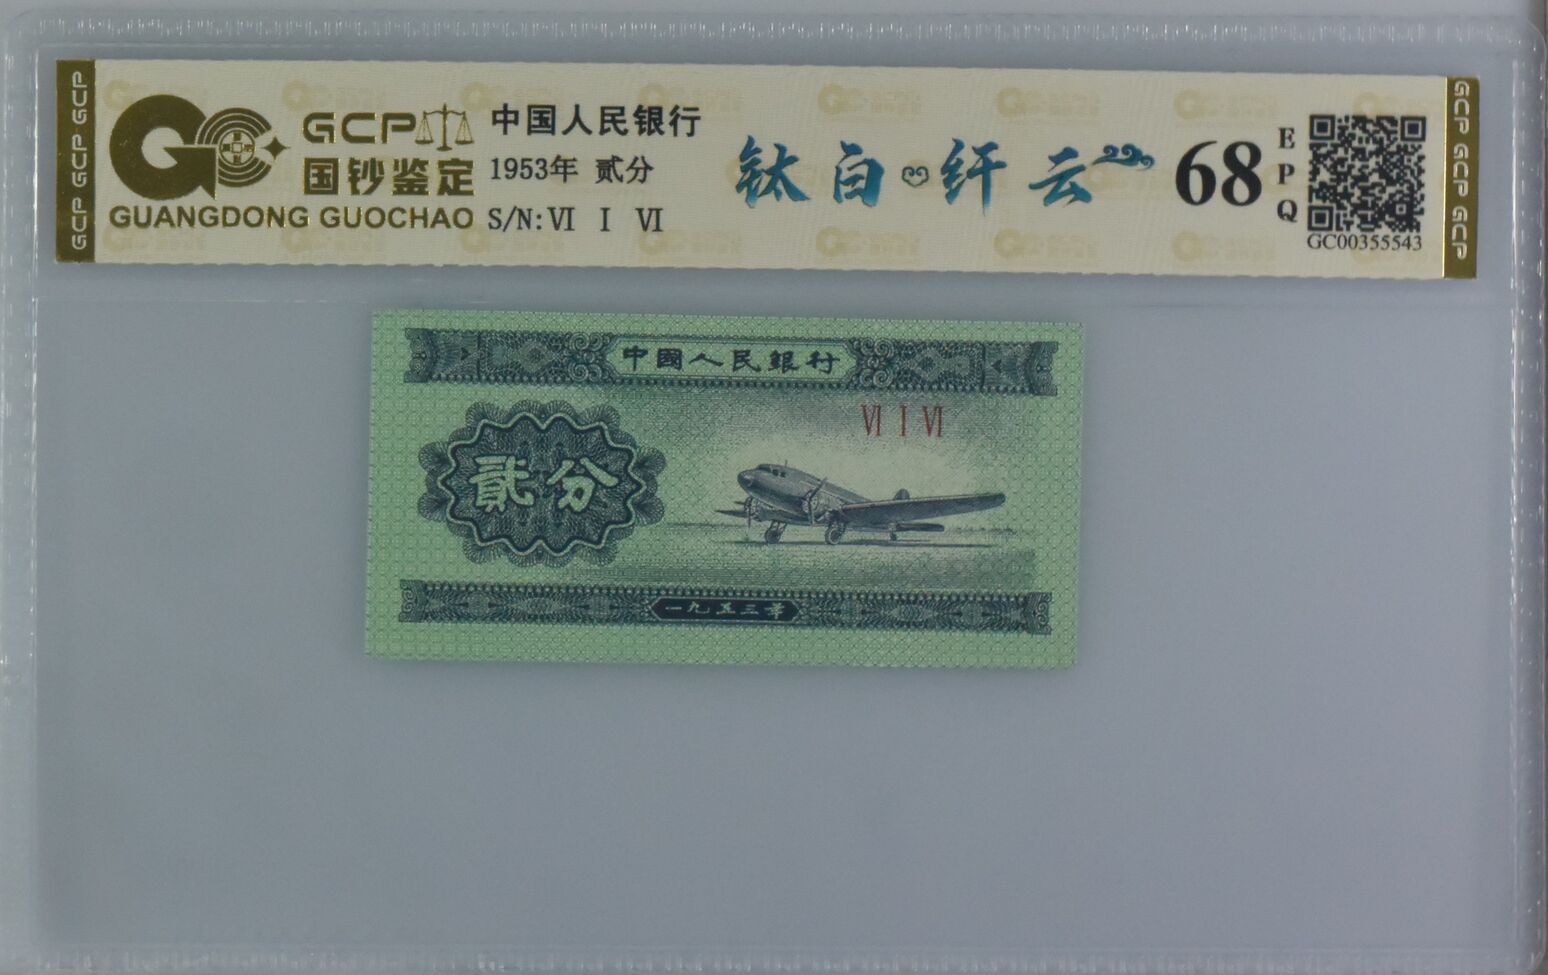 GCP GCP GCP GCP
GCP
国钞鉴定
GUANGDONG GUOCHAO
中国人民银行
1953年 贰分
S/N:Ⅵ Ⅰ Ⅵ
钛白纤云
68
EPQ
GC00355543
GCP GCP GCP
中國人民銀行
Ⅵ Ⅰ Ⅵ
貳分
一九五三年